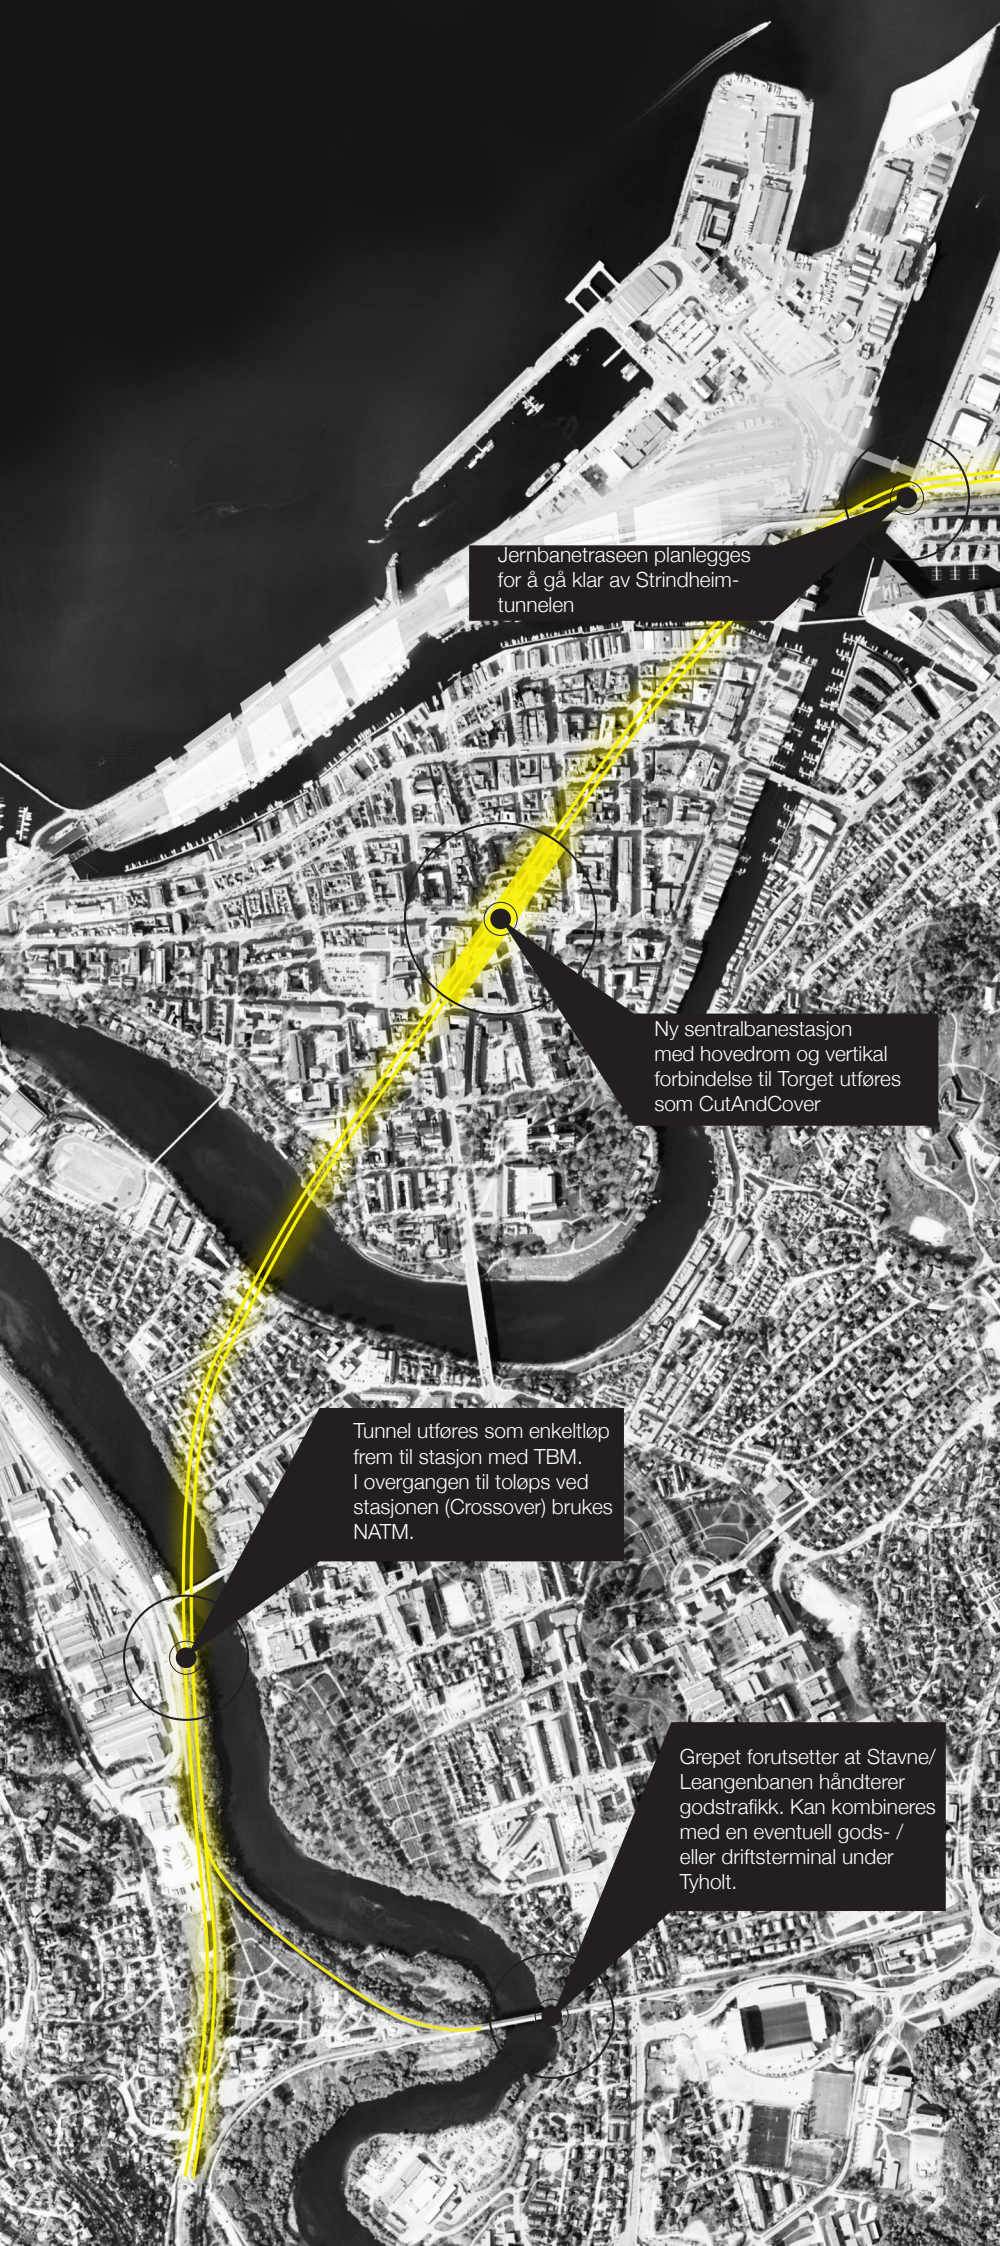 Jernbanetraseen planlegges
for å gå klar av Strindheim-
tunnelen
Ny sentralbanestasjon
med hovedrom og vertikal
forbindelse til Torget utføres
som CutAndCover
Tunnel utføres som enkeltløp
frem til stasjon med TBM.
I overgangen til toløps ved
stasjonen (Crossover) brukes
NATM.
Grepet forutsetter at Stavne/
Leangenbanen håndterer
godstrafikk. Kan kombineres
med en eventuell gods- /
eller driftsterminal under
Tyholt.